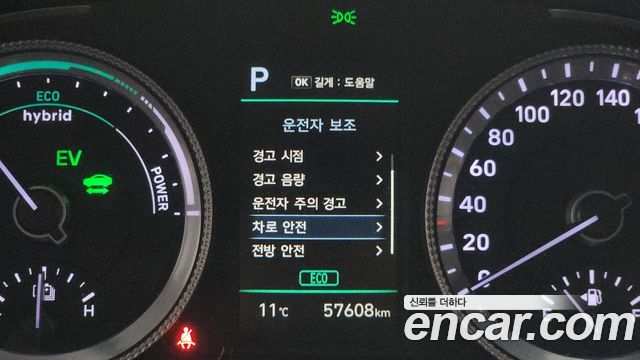 P
OK 길게 : 도움말
운전자 보조
경고 시점 >
경고 음량 >
운전자 주의 경고 >
차로 안전 >
전방 안전 >
ECO
11℃ 57608km
ECO
hybrid
EV
POWER
H
0
20
40
60
80
100
120
140
F
신뢰를 더하다
encar.com